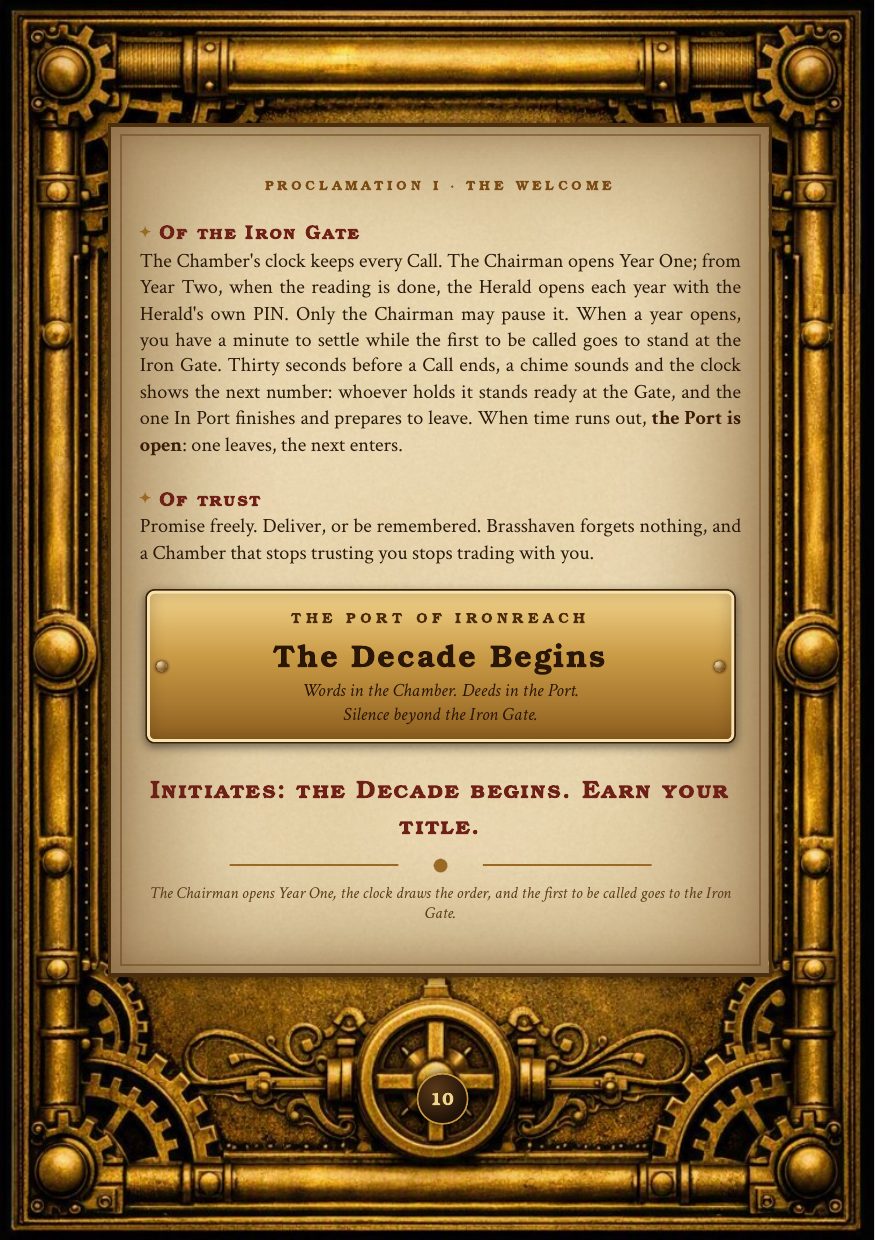 PROCLAMATION I · THE WELCOME
✦ Of the Iron Gate
The Chamber's clock keeps every Call. The Chairman opens Year One; from
Year Two, when the reading is done, the Herald opens each year with the
Herald's own PIN. Only the Chairman may pause it. When a year opens,
you have a minute to settle while the first to be called goes to stand at the
Iron Gate. Thirty seconds before a Call ends, a chime sounds and the clock
shows the next number: whoever holds it stands ready at the Gate, and the
one In Port finishes and prepares to leave. When time runs out, the Port is
open: one leaves, the next enters.
✦ Of trust
Promise freely. Deliver, or be remembered. Brasshaven forgets nothing, and
a Chamber that stops trusting you stops trading with you.
THE PORT OF IRONREACH
The Decade Begins
Words in the Chamber. Deeds in the Port.
Silence beyond the Iron Gate.
Initiates: the Decade begins. Earn your
title.
The Chairman opens Year One, the clock draws the order, and the first to be called goes to the Iron
Gate.
10